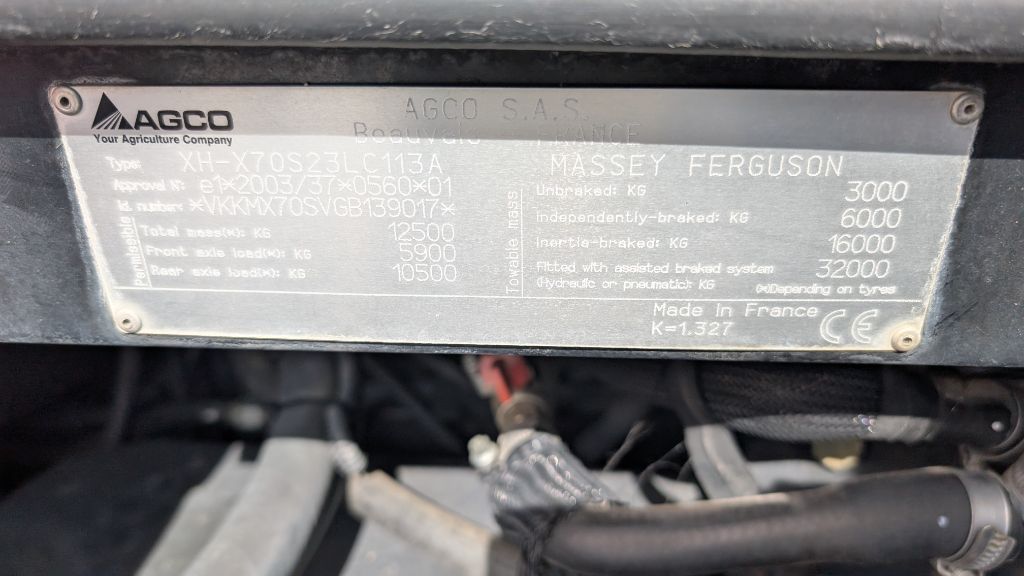 AGCO
Your Agriculture Company
AGCO S.A.S.
Beauvais FRANCE
Type: XH-X70S23LC113A
MASSEY FERGUSON
Approval N°: e1*2003/37*0560*01
Id. number: *VKKMX70SVGB139017*
Permissible
Total mass(*): KG 12500
Front axle load(*): KG 5900
Rear axle load(*): KG 10500
Towable mass
Unbraked: KG 3000
Independently-braked: KG 6000
Inertia-braked: KG 16000
Fitted with assisted braked system 32000
(Hydraulic or pneumatic): KG (*)Depending on tyres
Made in France
K=1.327
CE